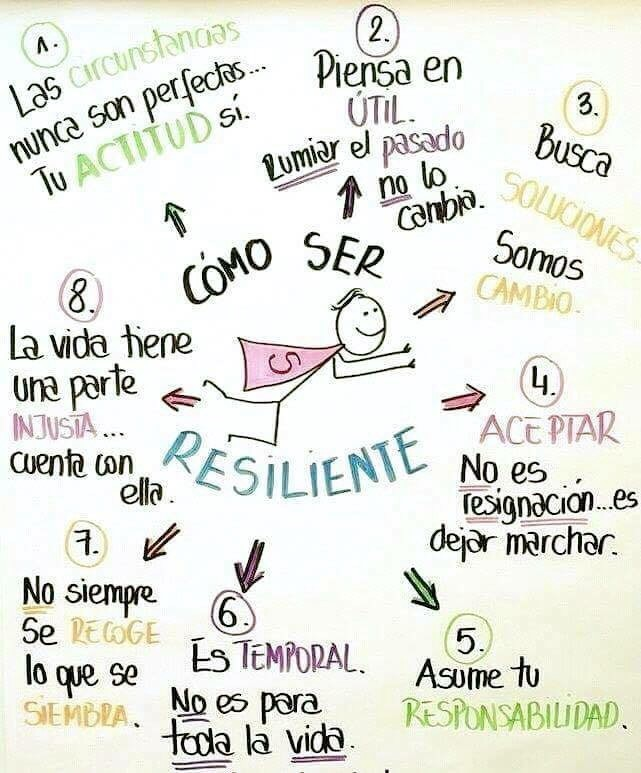 CÓMO SER
S
RESILIENTE
1.
Las circunstancias
nunca son perfectas...
Tu ACTITUD sí.
2.
Piensa en
ÚTIL.
Rumiar el pasado
no lo
cambia.
3.
Busca
SOLUCIONES.
Somos
CAMBIO.
4.
ACEPTAR
No es
resignación...es
dejar marchar.
5.
Asume tu
RESPONSABILIDAD.
6.
Es TEMPORAL.
No es para
toda la vida.
7.
No siempre
Se RECOGE
lo que se
SIEMBRA.
8.
La vida tiene
una parte
INJUSTA...
cuenta con
ella.